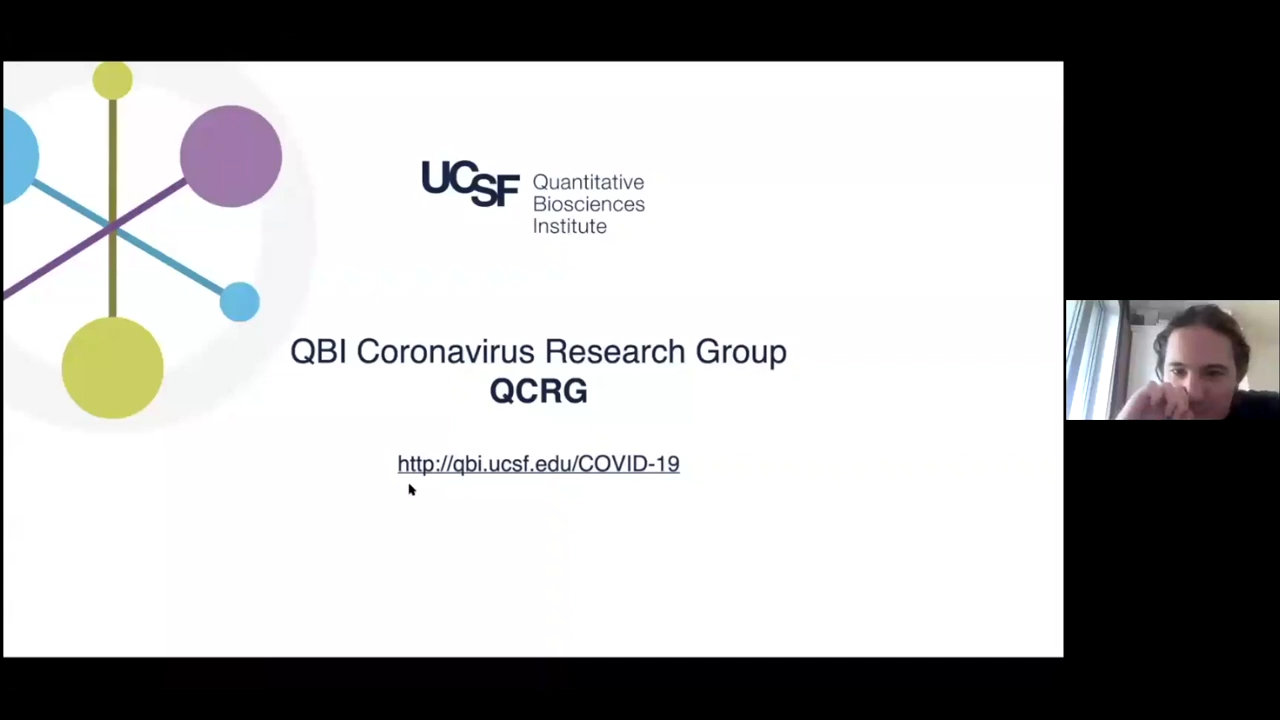 UCSF
Quantitative
Biosciences
Institute
QBI Coronavirus Research Group
QCRG
http://qbi.ucsf.edu/COVID-19